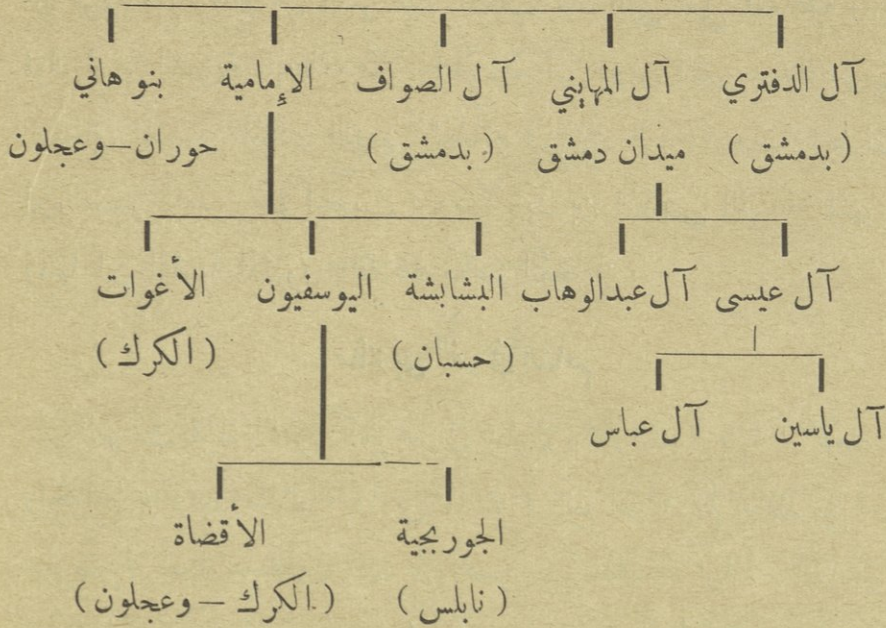 آل الدفتري آل المهايني آل الصواف الإمامية بنو هاني
(بدمشق) ميدان دمشق (بدمشق) حوران–وعجلون
آل عيسى آل عبدالوهاب البشابشة اليوسفيون الأغوات
(حسبان) (الكرك)
آل ياسين آل عباس
الجوربجية الأقضاة
(نابلس) (الكرك – وعجلون)